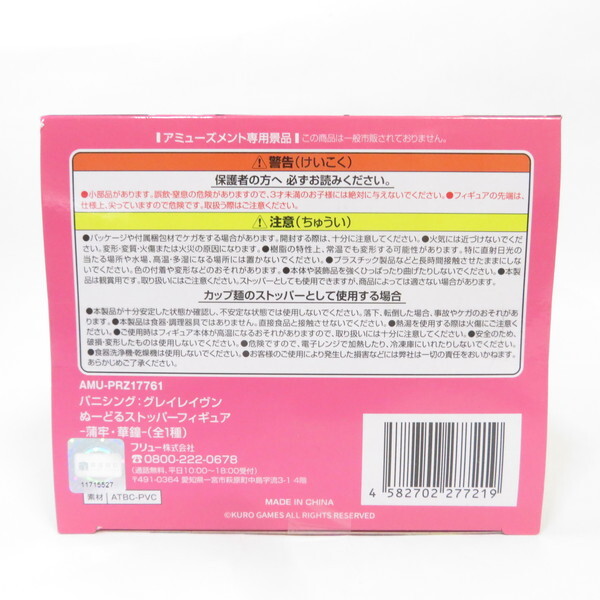 アミューズメント専用景品 この商品は一般市販されておりません。
警告(けいこく)
保護者の方へ 必ずお読みください。
●小部品があります。誤飲・窒息の危険がありますので、3才未満のお子様には絶対に与えないでください。●フィギュアの先端は、
仕様上、尖っていますので危険です。取扱う際はご注意ください。
注意(ちゅうい)
●パッケージや付属梱包材でケガをする場合があります。開封する際は、十分に注意してください。●火気には近づけないでくだ
さい。変形・変質・火傷または火災の原因になります。●樹脂の特性上、常温でも変形する可能性があります。特に直射日光の
当たる場所や水場、高温・多湿になる場所には置かないでください。●プラスチック製品などと長時間接触させたままにしな
いでください。色の付着や変形などのおそれがあります。●本体や装飾品を強くひっぱったり曲げたりしないでください。●本製
品は観賞用です。取り扱いにはご注意ください。ストッパーとしても使用できますが、商品によっては適さない場合があります。
カップ麺のストッパーとして使用する場合
●本製品が十分安定した状態か確認し、不安定な状態では使用しないでください。落下、転倒した場合、事故やケガのおそれが
あります。●本製品は食器・調理器具ではありません。直接食品と接触させないでください。●熱湯を使用する際は火傷にご注意く
ださい。●ご使用時はフィギュア本体が高温になるおそれがありますので、取り扱いには十分に注意してください。●安全のため、
破損・変形したものは使用しないでください。●危険ですので、電子レンジで加熱したり、冷凍庫にいれたりしないでください。
●食器洗浄機・乾燥機は使用しないでください。●お客様のご使用により発生した損害などには弊社は一切の責任をおいかねます。
あらかじめご了承ください。
AMU-PRZ17761
パニシング:グレイレイヴン
ぬーどるストッパーフィギュア
-蒲牢・華鐘-(全1種)
フリュー株式会社
0800-222-0678
(通話無料、平日10:00~18:00受付)
〒491-0364 愛知県一宮市萩原町中島字流3-1 4階
11715527
素材 ATBC-PVC
4 582702 277219
MADE IN CHINA
©KURO GAMES ALL RIGHTS RESERVED